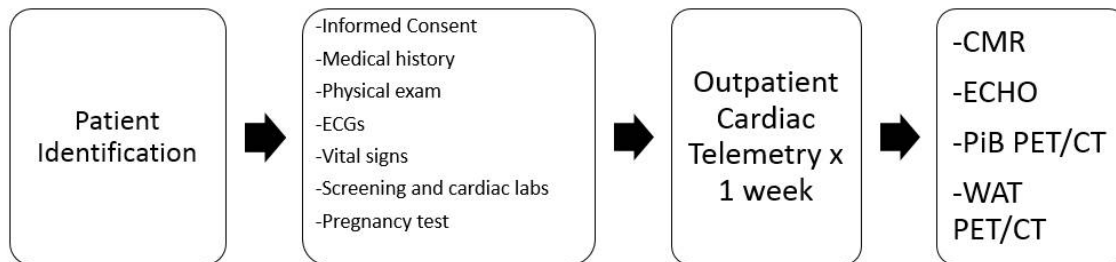 Patient
Identification
-Informed Consent
-Medical history
-Physical exam
-ECGs
-Vital signs
-Screening and cardiac labs
-Pregnancy test
Outpatient
Cardiac
Telemetry x
1 week
-CMR
-ECHO
-PiB PET/CT
-WAT
PET/CT